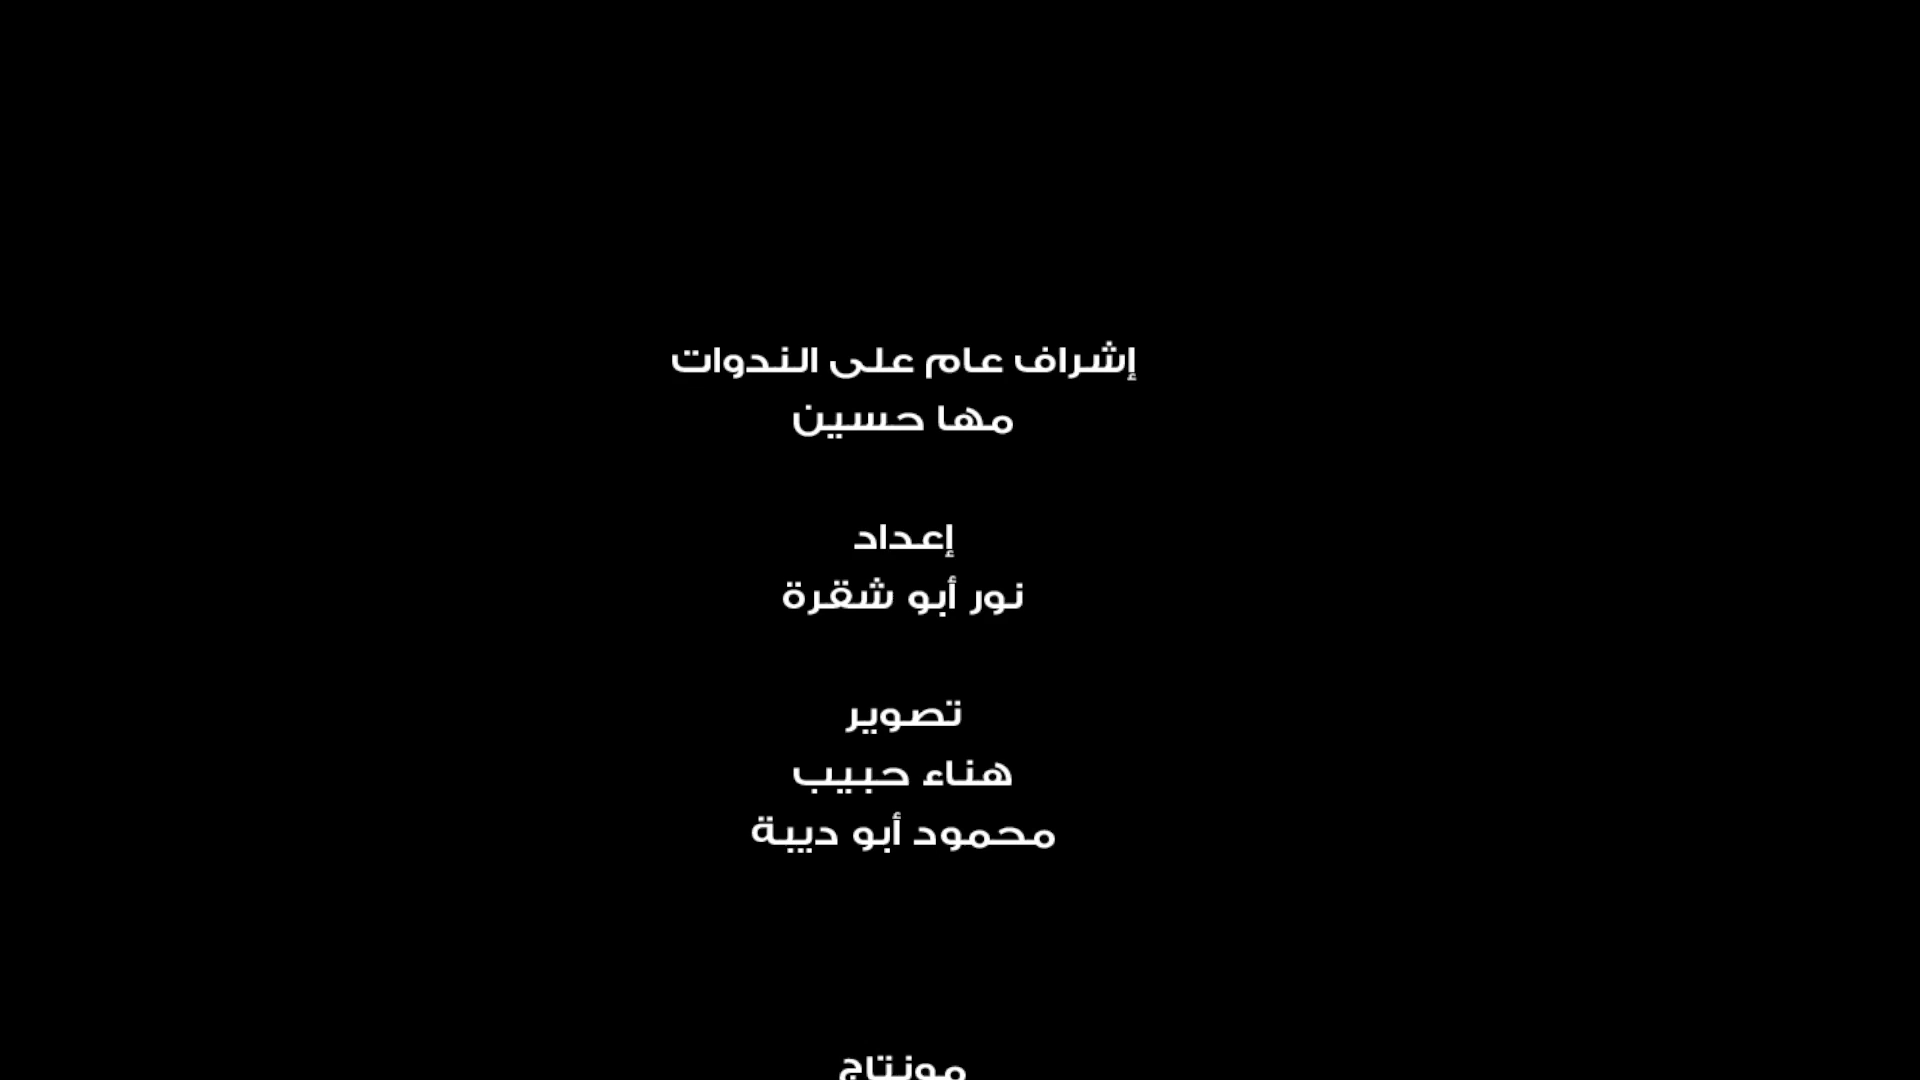 إشراف عام على الندوات
مها حسين
إعداد
نور أبو شقرة
تصوير
هناء حبيب
محمود أبو ديبة
مونتاج